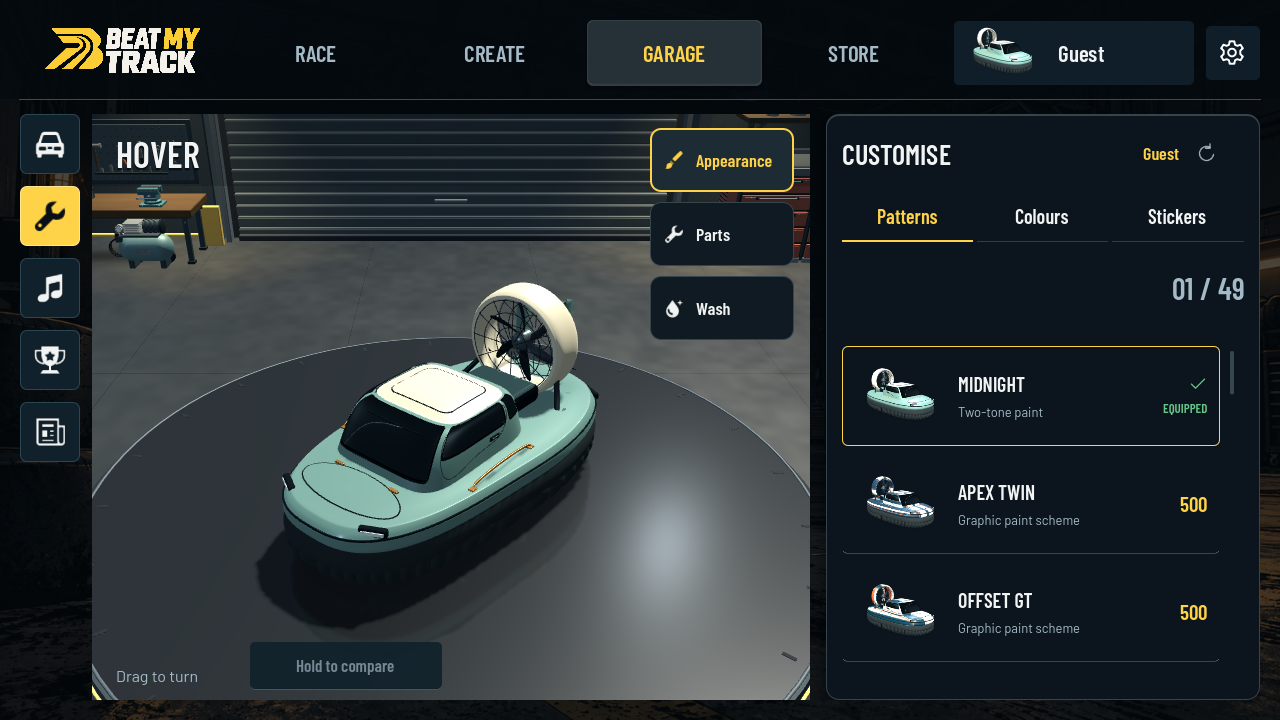 BEAT MY
TRACK
RACE
CREATE
GARAGE
STORE
Guest
HOVER
Appearance
Parts
Wash
Drag to turn
Hold to compare
CUSTOMISE
Guest
Patterns
Colours
Stickers
01 / 49
MIDNIGHT
Two-tone paint
EQUIPPED
APEX TWIN
Graphic paint scheme
500
OFFSET GT
Graphic paint scheme
500